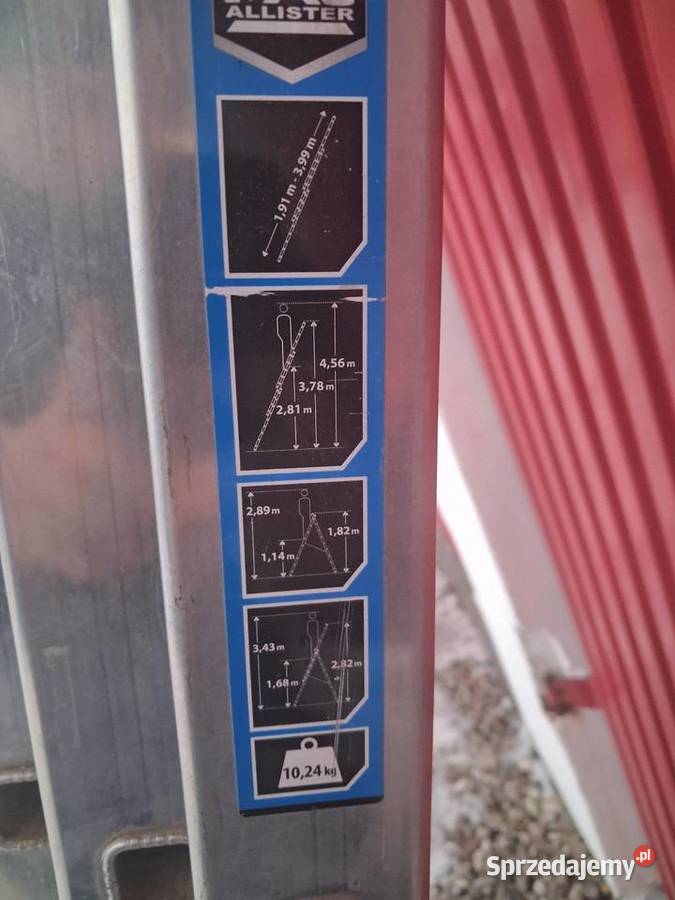 ALLISTER
1,91 m - 3,99 m
4,56 m
3,78 m
2,81 m
2,89 m
1,82 m
1,14 m
3,43 m
2,82 m
1,68 m
10,24 kg
Sprzedajemy.pl